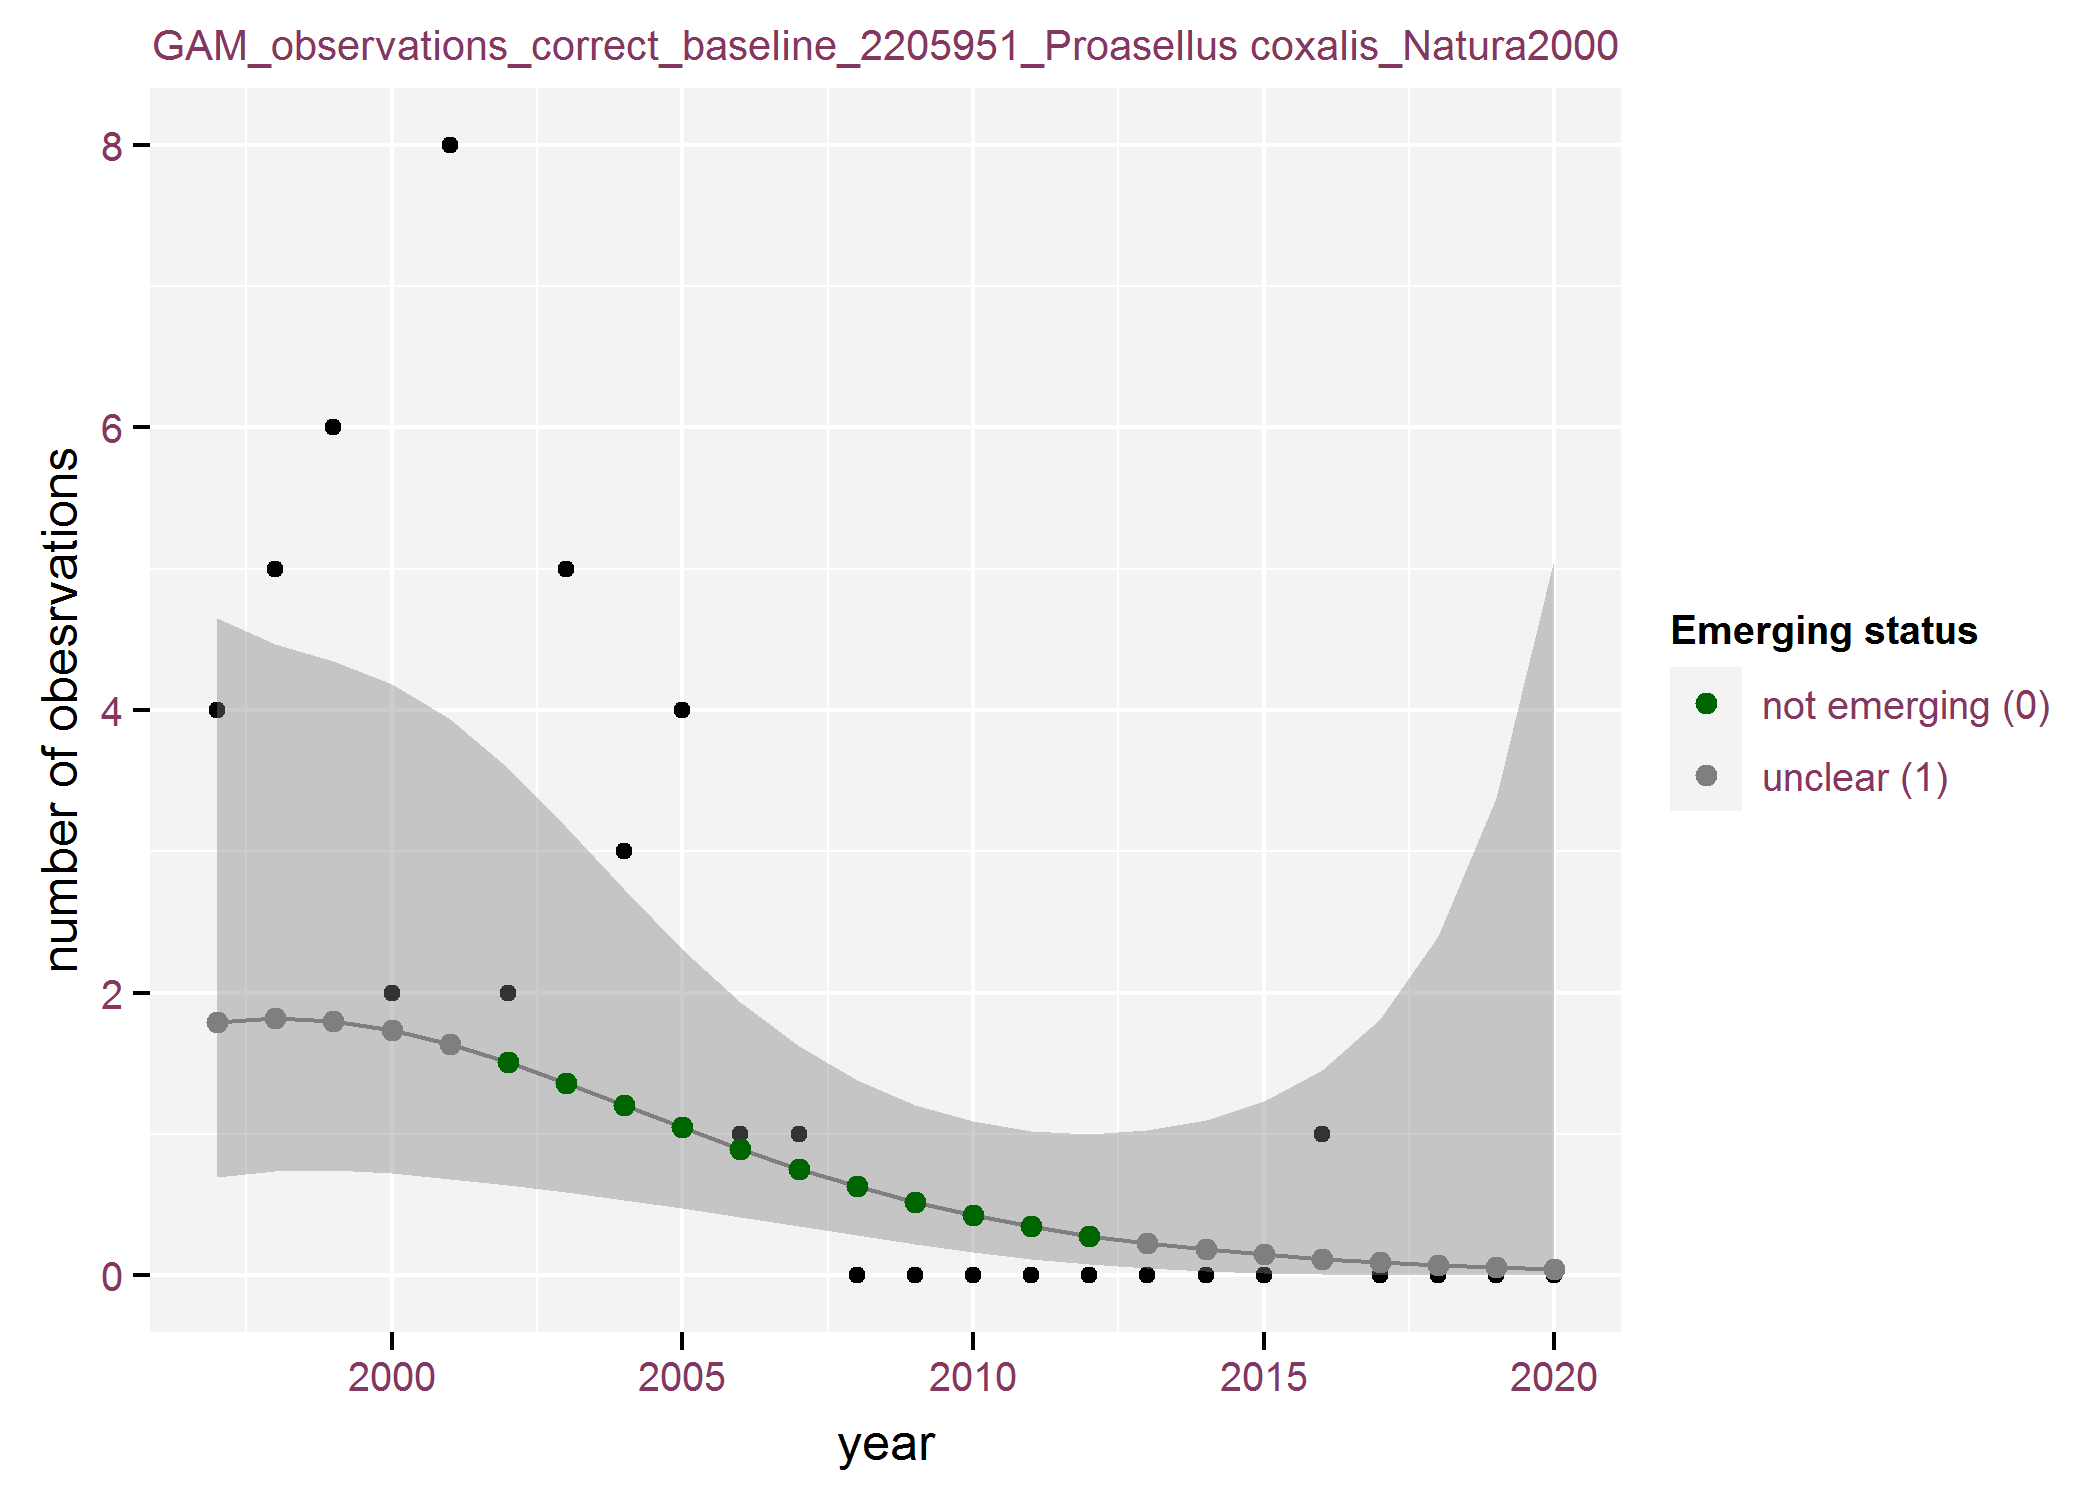 GAM_observations_correct_baseline_2205951_Proasellus coxalis_Natura2000
8
6
4
2
0
number of obesrvations
2000
2005
2010
2015
2020
year
Emerging status
not emerging (0)
unclear (1)